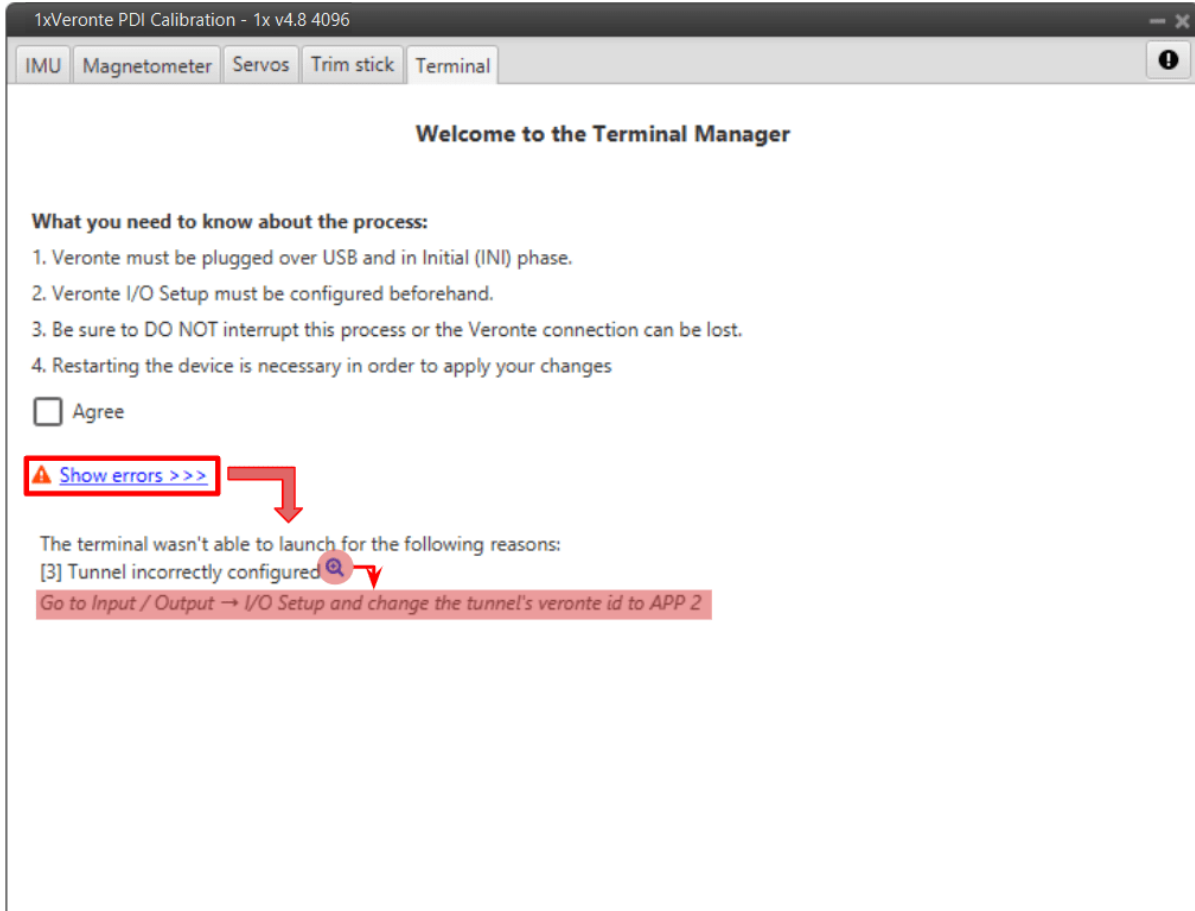 1xVeronte PDI Calibration - 1x v4.8 4096
IMU Magnetometer Servos Trim stick Terminal
Welcome to the Terminal Manager
What you need to know about the process:
1. Veronte must be plugged over USB and in Initial (INI) phase.
2. Veronte I/O Setup must be configured beforehand.
3. Be sure to DO NOT interrupt this process or the Veronte connection can be lost.
4. Restarting the device is necessary in order to apply your changes
Agree
Show errors >>>
The terminal wasn't able to launch for the following reasons:
[3] Tunnel incorrectly configured
Go to Input / Output → I/O Setup and change the tunnel's veronte id to APP 2